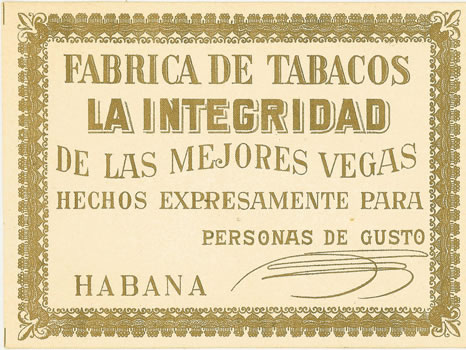 FABRICA DE TABACOS
LA INTEGRIDAD
DE LAS MEJORES VEGAS
HECHOS EXPRESAMENTE PARA
PERSONAS DE GUSTO
HABANA